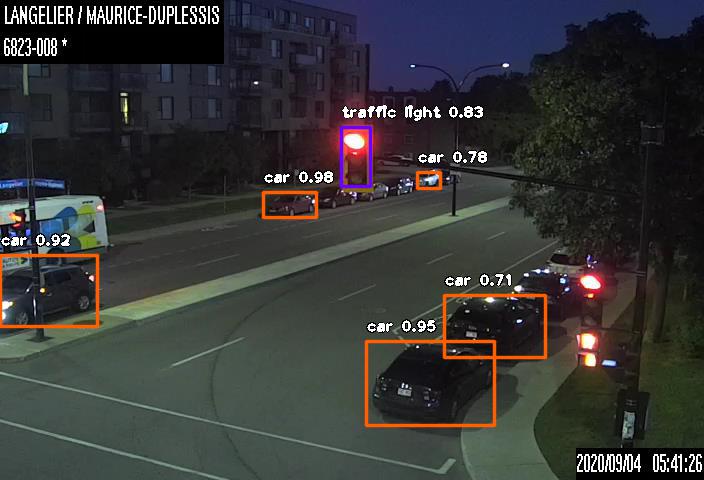 LANGELIER / MAURICE-DUPLESSIS
6823-008 *
traffic light 0.83
car 0.78
car 0.98
Langelier
car 0.92
car 0.71
car 0.95
2020/09/04 05:41:26